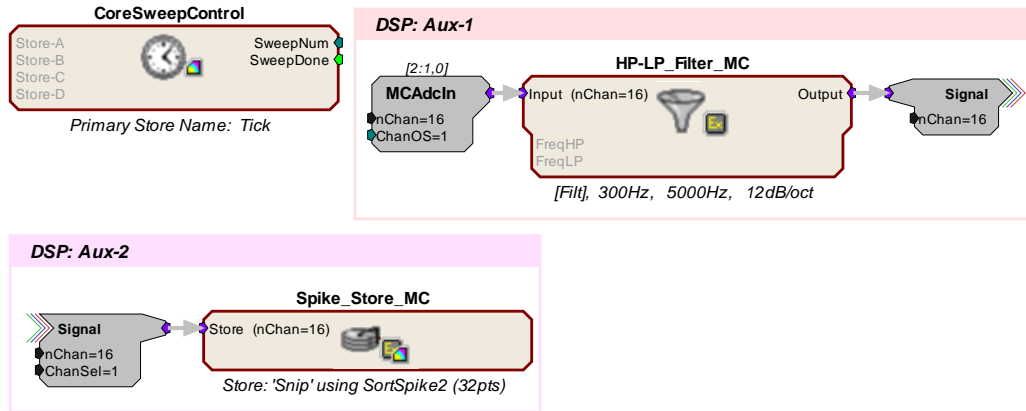 CoreSweepControl
Store-A
Store-B
Store-C
Store-D
SweepNum
SweepDone
Primary Store Name: Tick
DSP: Aux-1
[2:1,0]
MCAdcIn
nChan=16
ChanOS=1
HP-LP_Filter_MC
Input (nChan=16)
Output
FreqHP
FreqLP
[Filt], 300Hz, 5000Hz, 12dB/oct
Signal
nChan=16
DSP: Aux-2
Signal
nChan=16
ChanSel=1
Spike_Store_MC
Store (nChan=16)
Store: 'Snip' using SortSpike2 (32pts)